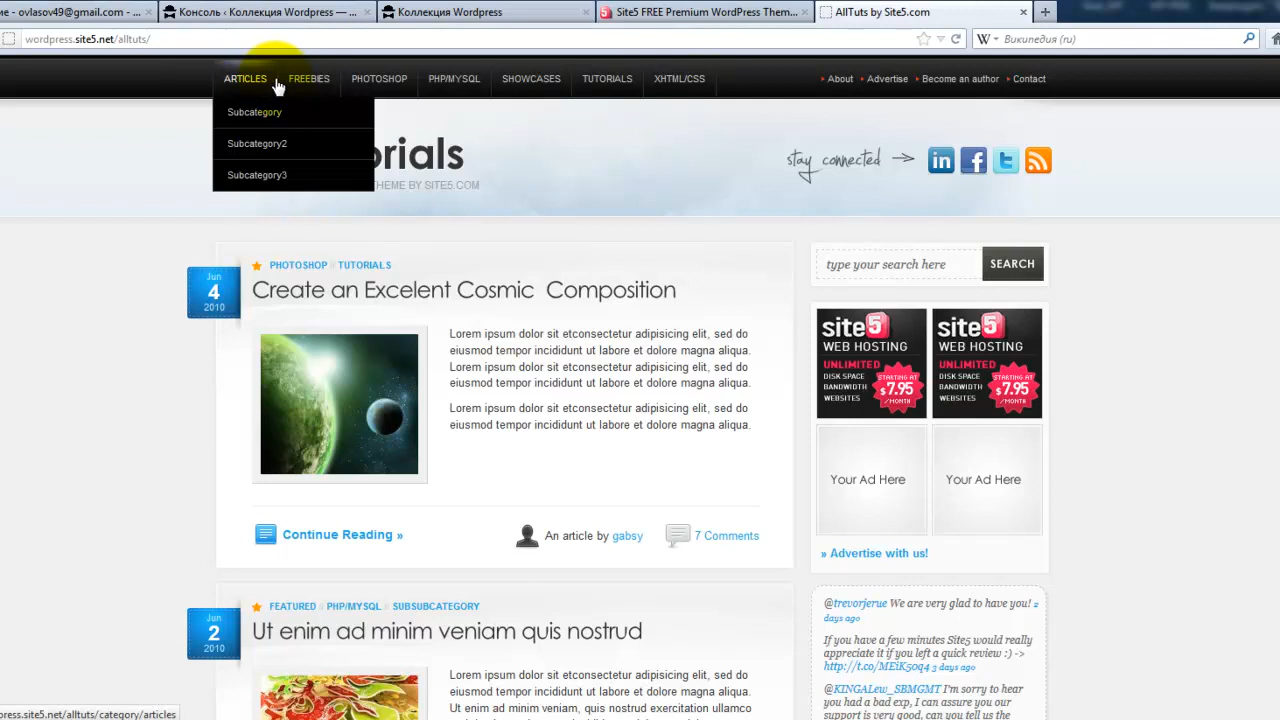 е - ovlasov49@gmail.com - ...
Консоль ‹ Коллекция Wordpress — ...
Коллекция Wordpress
Site5 FREE Premium WordPress Them...
AllTuts by Site5.com
wordpress.site5.net/alltuts/
W
Википедия (ru)
ARTICLES FREEBIES PHOTOSHOP PHP/MYSQL SHOWCASES TUTORIALS XHTML/CSS
About Advertise Become an author Contact
Subcategory
Subcategory2
Subcategory3
orials
HEME BY SITE5.COM
stay connected
in f t
Jun
4
2010
PHOTOSHOP // TUTORIALS
Create an Excelent Cosmic Composition
Lorem ipsum dolor sit etconsectetur adipisicing elit, sed do
eiusmod tempor incididunt ut labore et dolore magna aliqua.
Lorem ipsum dolor sit etconsectetur adipisicing elit, sed do
eiusmod tempor incididunt ut labore et dolore magna aliqua.
Lorem ipsum dolor sit etconsectetur adipisicing elit, sed do
eiusmod tempor incididunt ut labore et dolore magna aliqua.
Continue Reading »
An article by gabsy
7 Comments
type your search here
SEARCH
site5
WEB HOSTING
UNLIMITED
DISK SPACE
BANDWIDTH
WEBSITES
STARTING AT
$7.95
/MONTH
site5
WEB HOSTING
UNLIMITED
DISK SPACE
BANDWIDTH
WEBSITES
STARTING AT
$7.95
/MONTH
Your Ad Here
Your Ad Here
» Advertise with us!
Jun
2
2010
FEATURED // PHP/MYSQL // SUBSUBCATEGORY
Ut enim ad minim veniam quis nostrud
Lorem ipsum dolor sit etconsectetur adipisicing elit, sed do
eiusmod tempor incididunt ut labore et dolore magna aliqua.
Ut enim ad minim veniam, quis nostrud exercitation ullamco
@trevorjerue We are very glad to have you! 2
days ago
If you have a few minutes Site5 would really
appreciate it if you left a quick review :) ->
http://t.co/MEiK50q4 3 days ago
@KINGALew_SBMGMT I'm sorry to hear
you had a bad exp, I can assure you our
support is very good, can you tell us the
press.site5.net/alltuts/category/articles